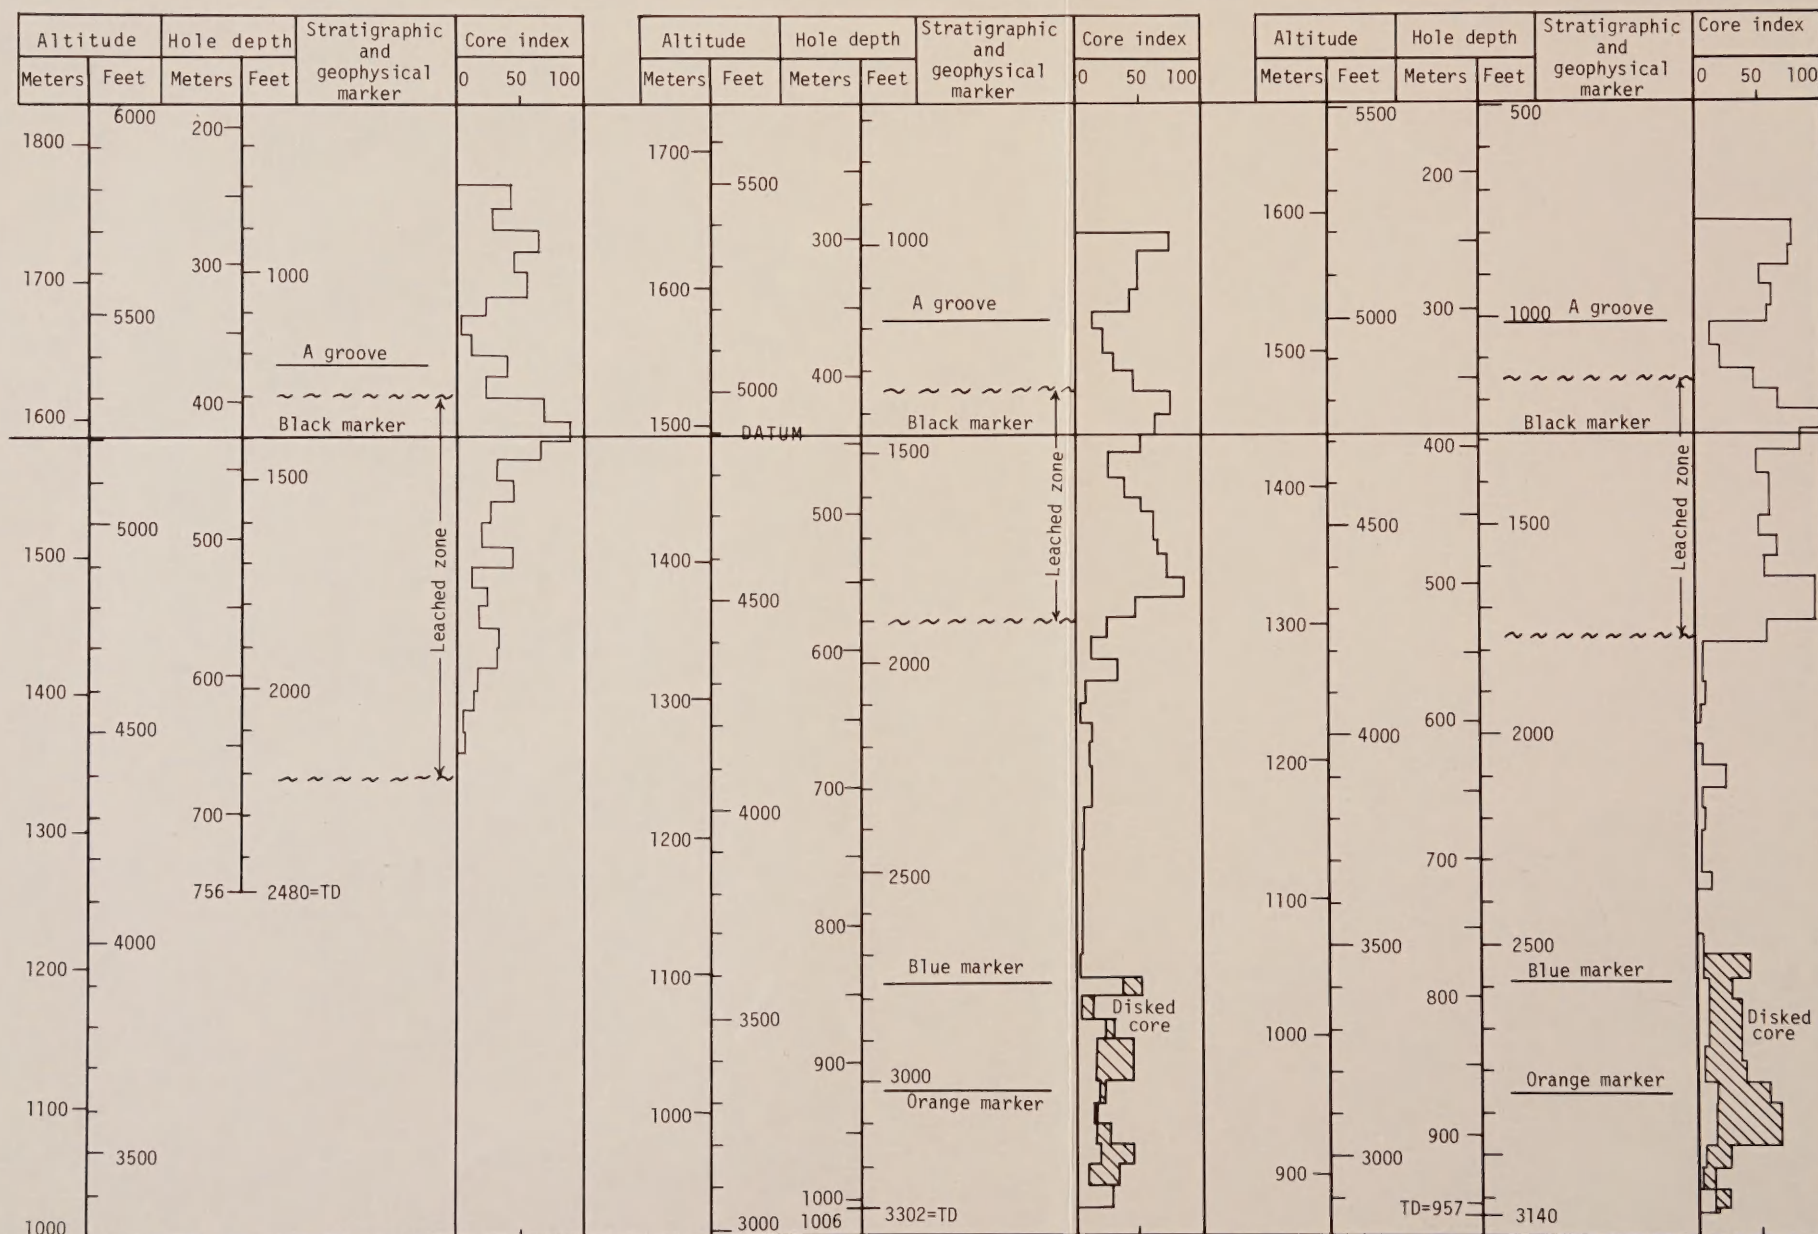 Altitude
Hole depth
Stratigraphic
and
geophysical
marker
Core index
Meters
Feet
Meters
Feet
0 50 100
6000
200
1800
300
1000
1700
5500
A groove
400
1600
Black marker
1500
5000
500
1500
Leached zone
600
2000
1400
4500
700
1300
756
2480=TD
4000
1200
1100
3500
1000
Altitude
Hole depth
Stratigraphic
and
geophysical
marker
Core index
Meters
Feet
Meters
Feet
0 50 100
1700
5500
300
1000
1600
A groove
400
5000
1500
DATUM
Black marker
1500
500
Leached zone
1400
4500
600
2000
1300
700
4000
1200
2500
800
Blue marker
1100
Disked
core
3500
900
3000
Orange marker
1000
1000
1006
3302=TD
3000
Altitude
Hole depth
Stratigraphic
and
geophysical
marker
Core index
Meters
Feet
Meters
Feet
0 50 100
5500
500
200
1600
300
1000
A groove
5000
1500
Black marker
400
1400
4500
1500
Leached zone
500
1300
600
4000
2000
1200
700
1100
3500
2500
Blue marker
800
Disked
core
1000
Orange marker
900
3000
900
TD=957
3140